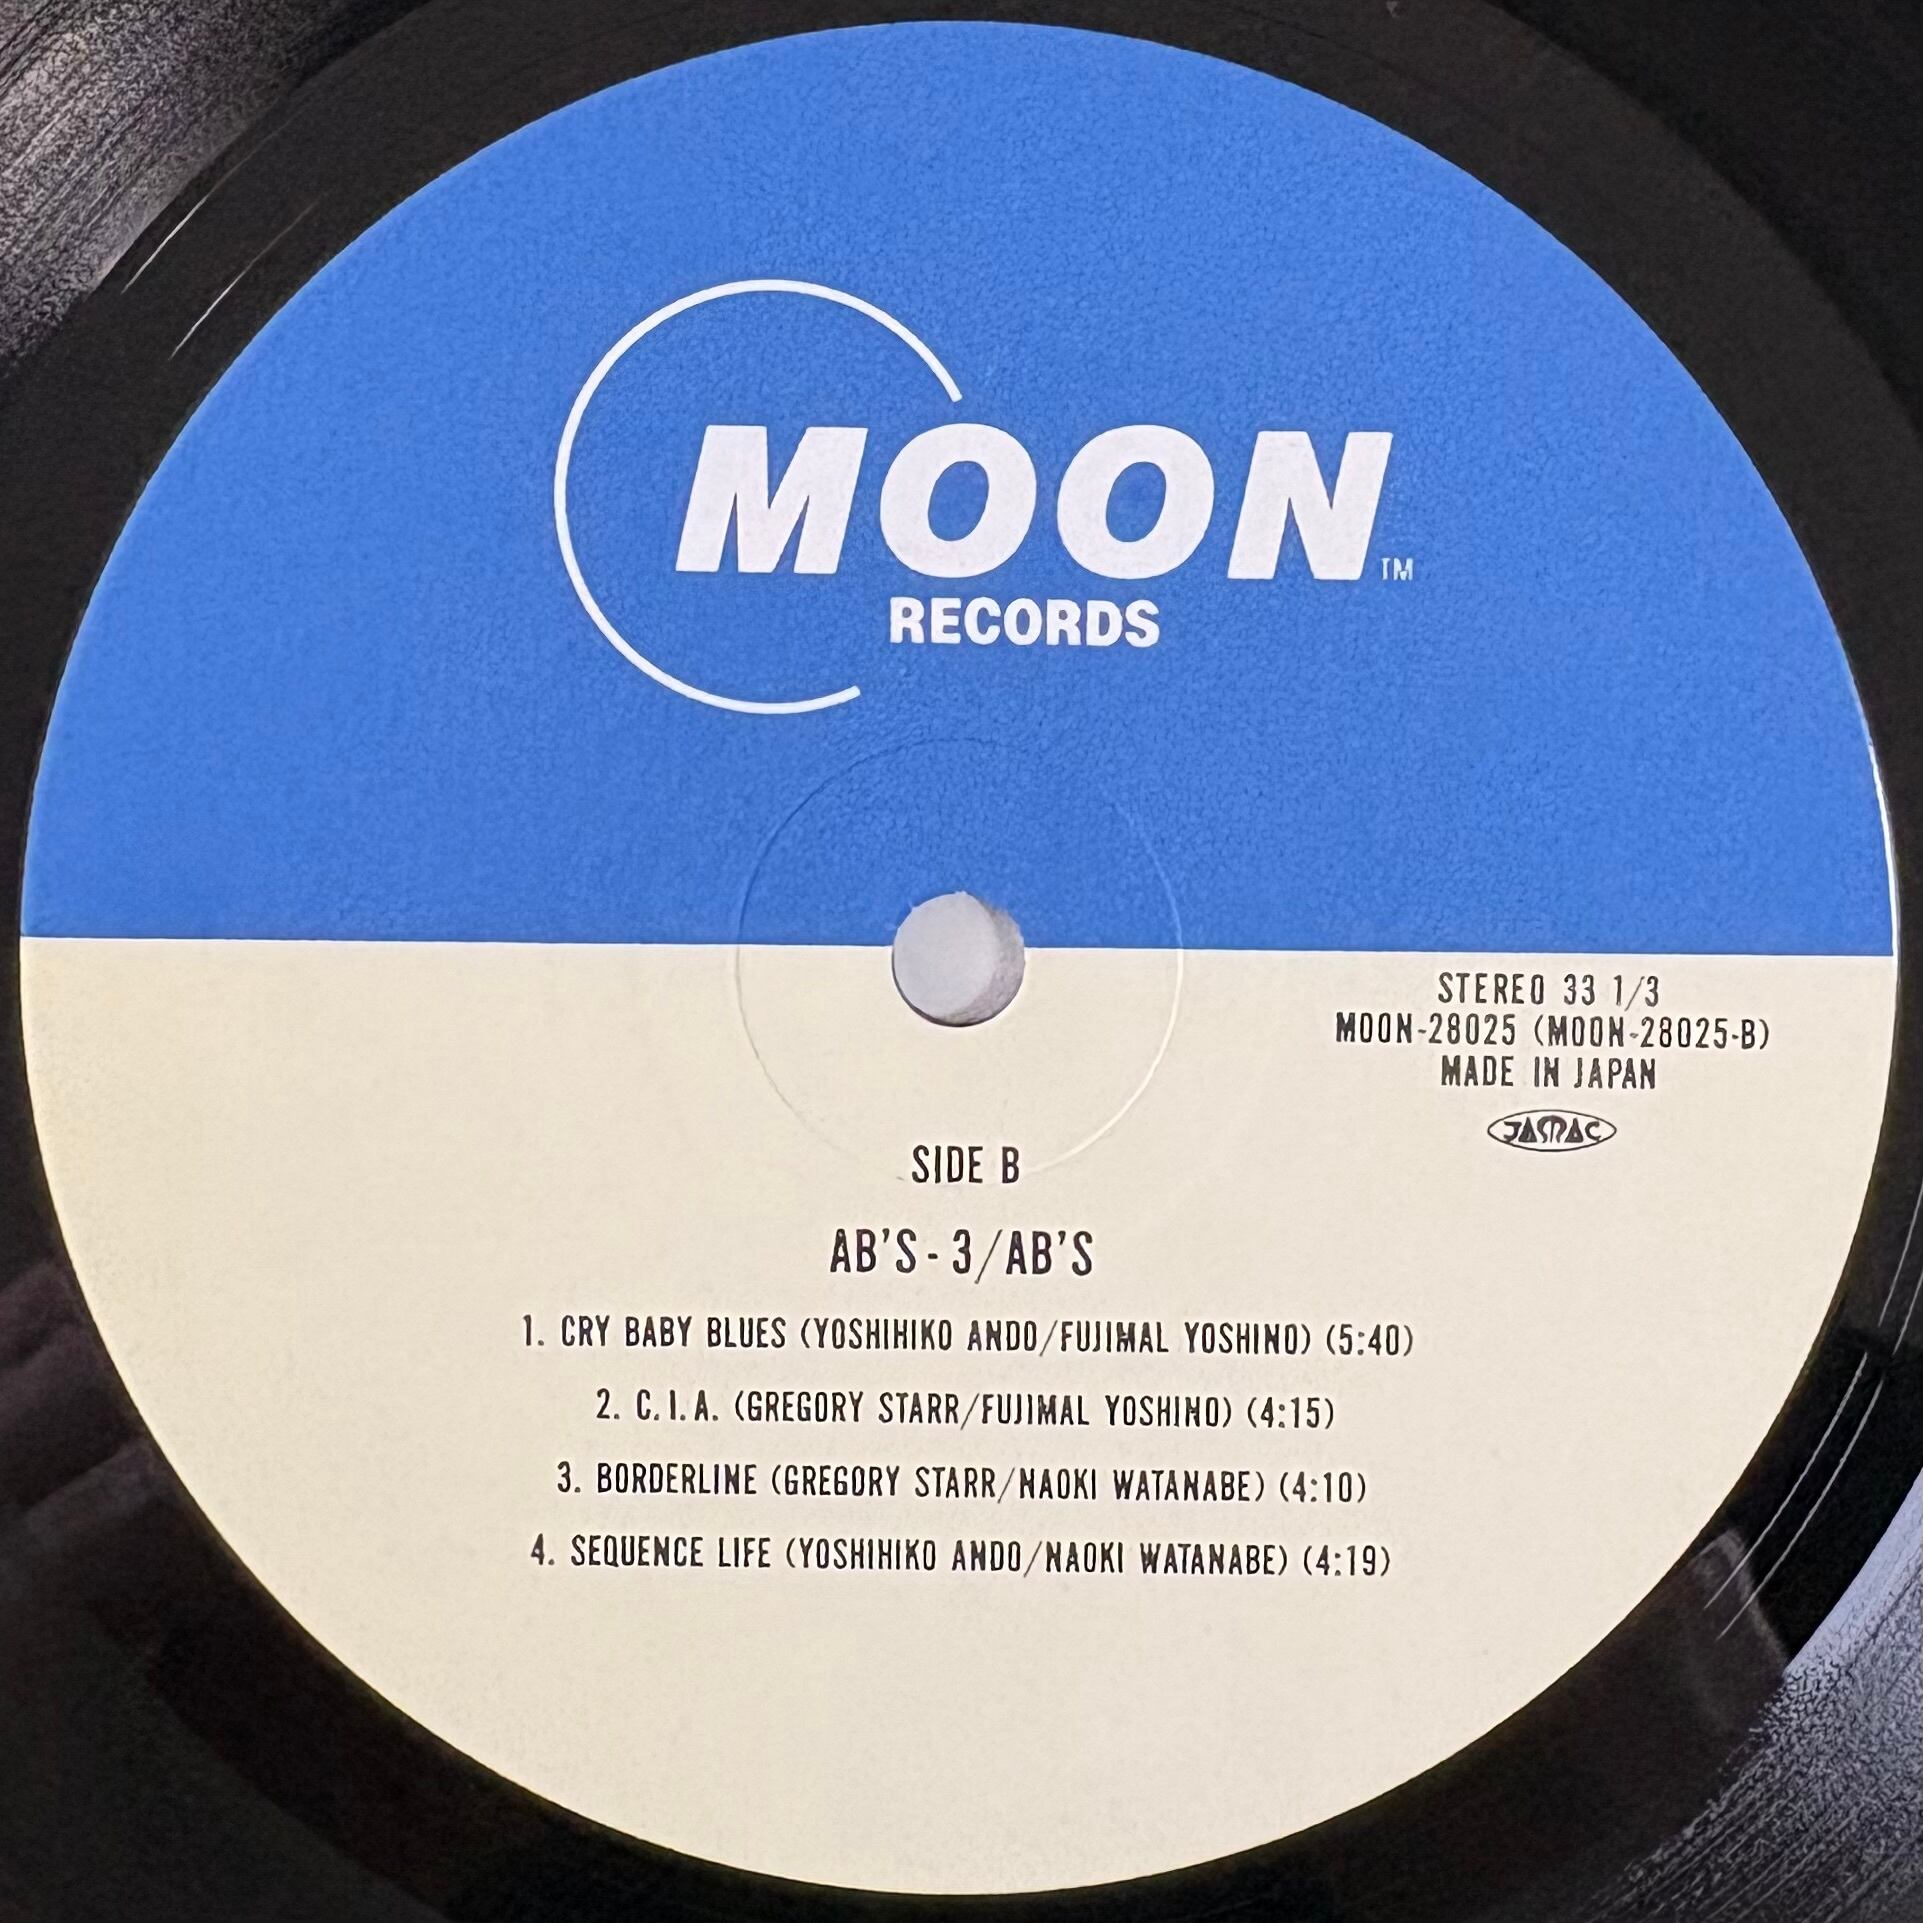 MOON™
RECORDS
STEREO 33 1/3
MOON-28025 (MOON-28025-B)
MADE IN JAPAN
JASRAC
SIDE B
AB'S - 3/AB'S
1. CRY BABY BLUES (YOSHIHIKO ANDO/FUJIMAL YOSHINO) (5:40)
2. C.I.A. (GREGORY STARR/FUJIMAL YOSHINO) (4:15)
3. BORDERLINE (GREGORY STARR/NAOKI WATANABE) (4:10)
4. SEQUENCE LIFE (YOSHIHIKO ANDO/NAOKI WATANABE) (4:19)